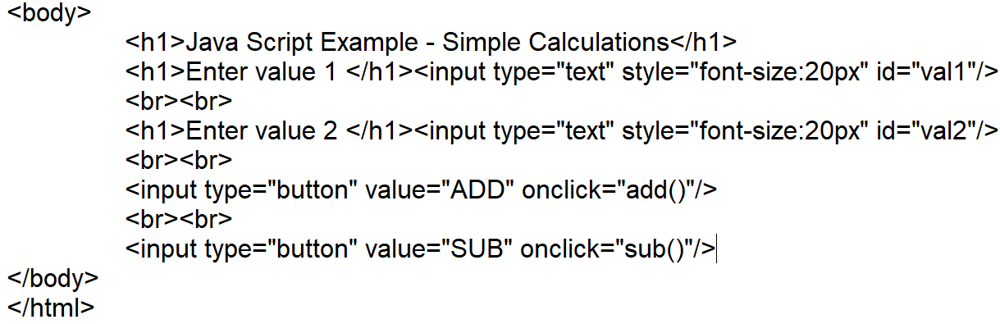 <body>
<h1>Java Script Example - Simple Calculations</h1>
<h1>Enter value 1 </h1><input type="text" style="font-size:20px" id="val1"/>
<br><br>
<h1>Enter value 2 </h1><input type="text" style="font-size:20px" id="val2"/>
<br><br>
<input type="button" value="ADD" onclick="add()"/>
<br><br>
<input type="button" value="SUB" onclick="sub()"/>
</body>
</html>